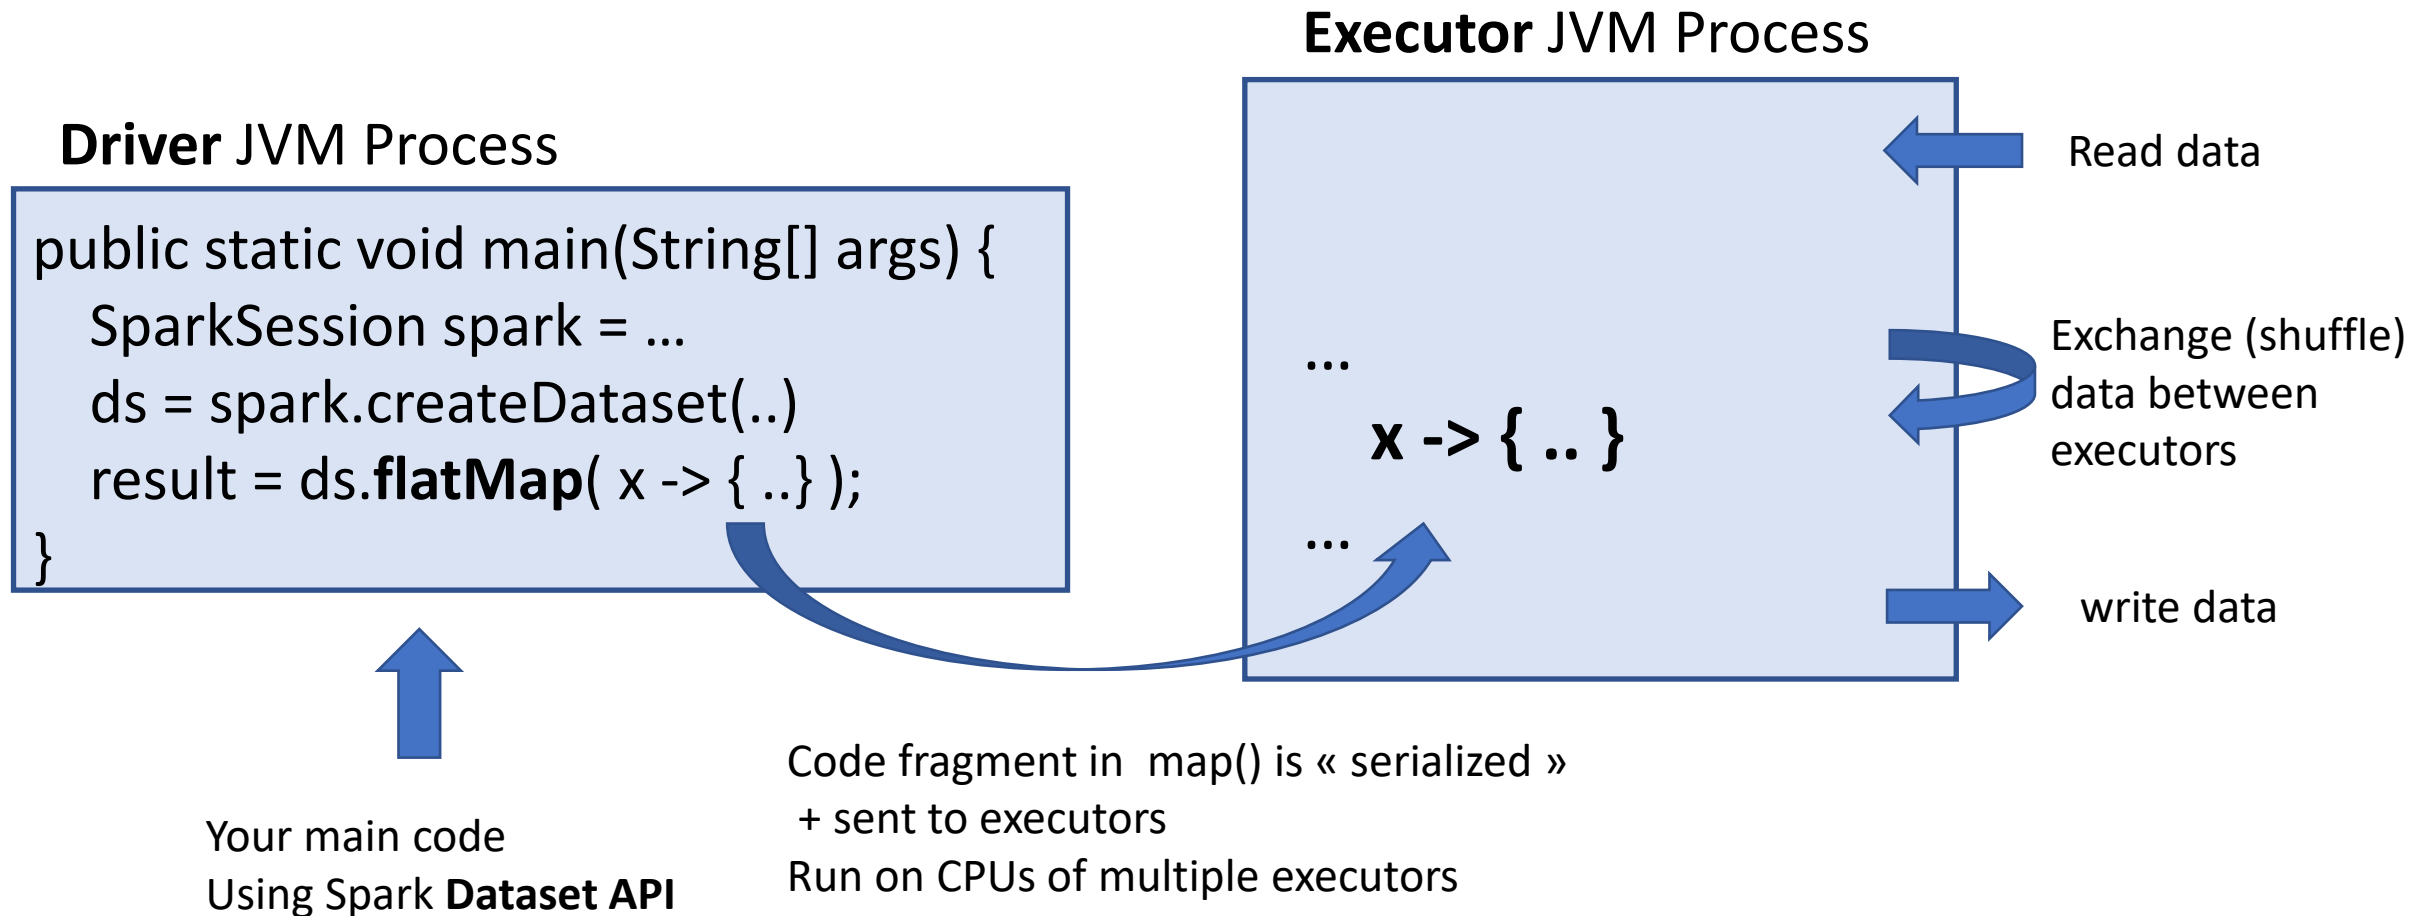 Driver JVM Process
public static void main(String[] args) {
SparkSession spark = …
ds = spark.createDataset(..)
result = ds.flatMap( x -> { ..} );
}
Your main code
Using Spark Dataset API
Code fragment in  map() is « serialized »
+ sent to executors
Run on CPUs of multiple executors
Executor JVM Process
…
x -> { .. }
…
Read data
Exchange (shuffle)
data between
executors
write data